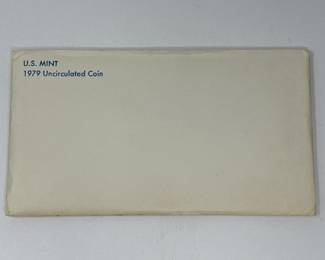 U.S. MINT
1979 Uncirculated Coin